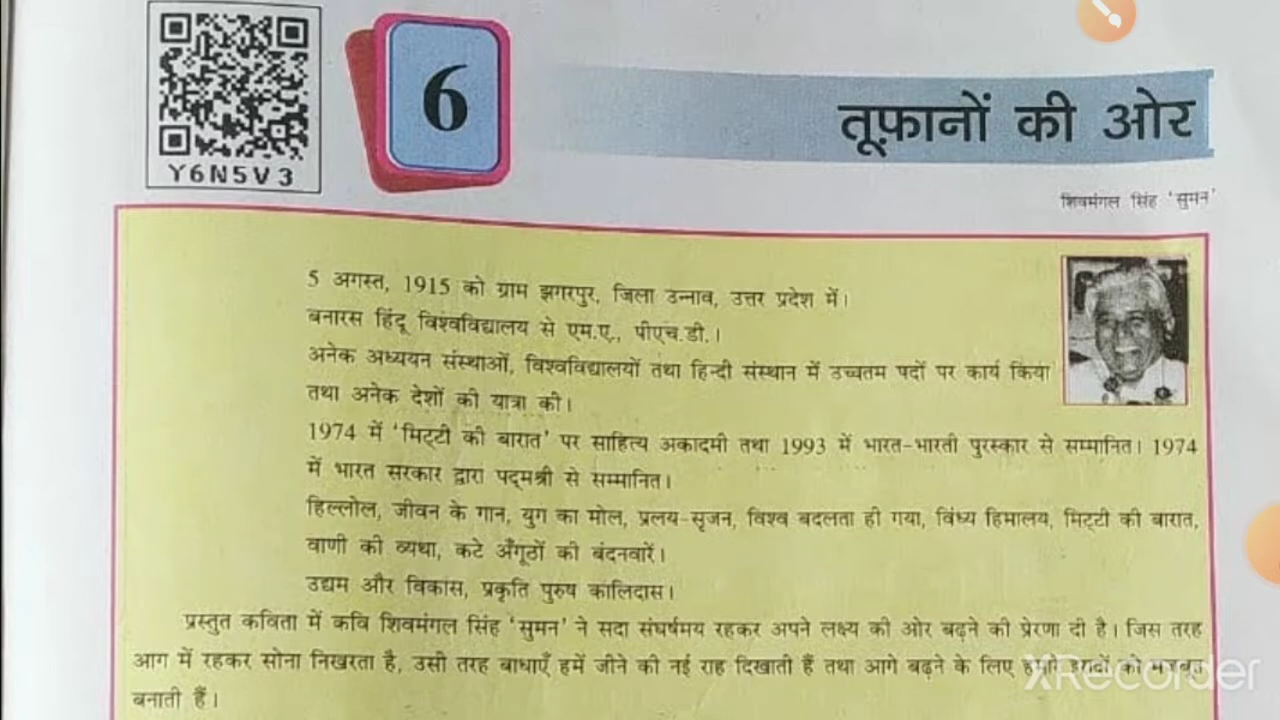 Y6N5V3
6
तूफ़ानों की ओर
शिवमंगल सिंह 'सुमन'
5 अगस्त, 1915 को ग्राम झगरपुर, जिला उन्नाव, उत्तर प्रदेश में।
बनारस हिंदू विश्वविद्यालय से एम.ए., पीएच.डी.।
अनेक अध्ययन संस्थाओं, विश्वविद्यालयों तथा हिन्दी संस्थान में उच्चतम पदों पर कार्य किया
तथा अनेक देशों की यात्रा की।
1974 में 'मिट्टी की बारात' पर साहित्य अकादमी तथा 1993 में भारत-भारती पुरस्कार से सम्मानित। 1974
में भारत सरकार द्वारा पद्मश्री से सम्मानित।
हिल्लोल, जीवन के गान, युग का मोल, प्रलय-सृजन, विश्व बदलता ही गया, विंध्य हिमालय, मिट्टी की बारात,
वाणी की व्यथा, कटे अँगूठों की बंदनवारें।
उद्यम और विकास, प्रकृति पुरुष कालिदास।
प्रस्तुत कविता में कवि शिवमंगल सिंह 'सुमन' ने सदा संघर्षमय रहकर अपने लक्ष्य की ओर बढ़ने की प्रेरणा दी है। जिस तरह
आग में रहकर सोना निखरता है, उसी तरह बाधाएँ हमें जीने की नई राह दिखाती हैं तथा आगे बढ़ने के लिए
बनाती हैं।
XRecorder